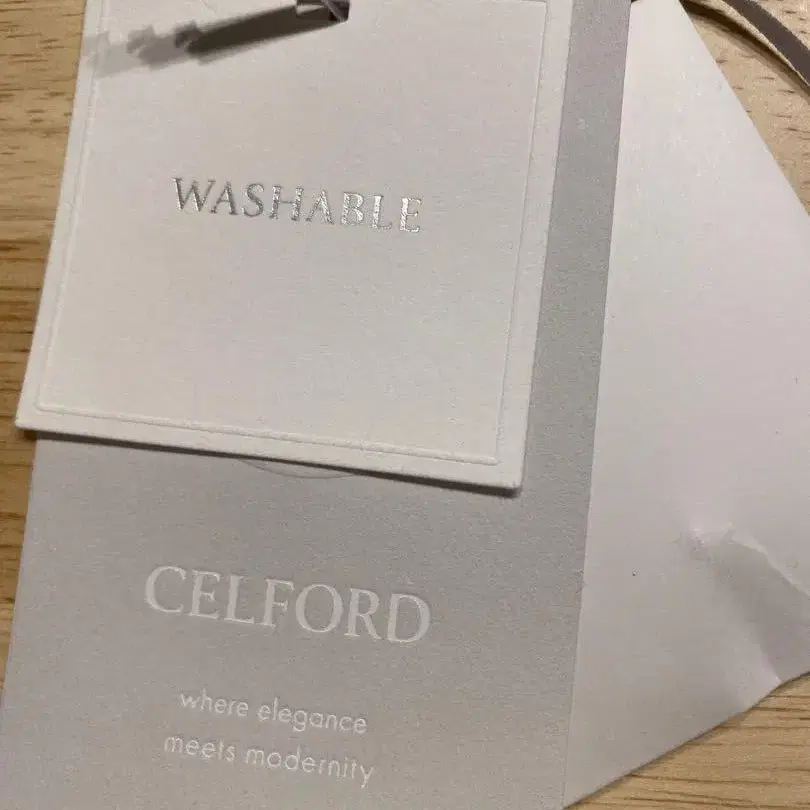 WASHABLE
CELFORD
where elegance
meets modernity